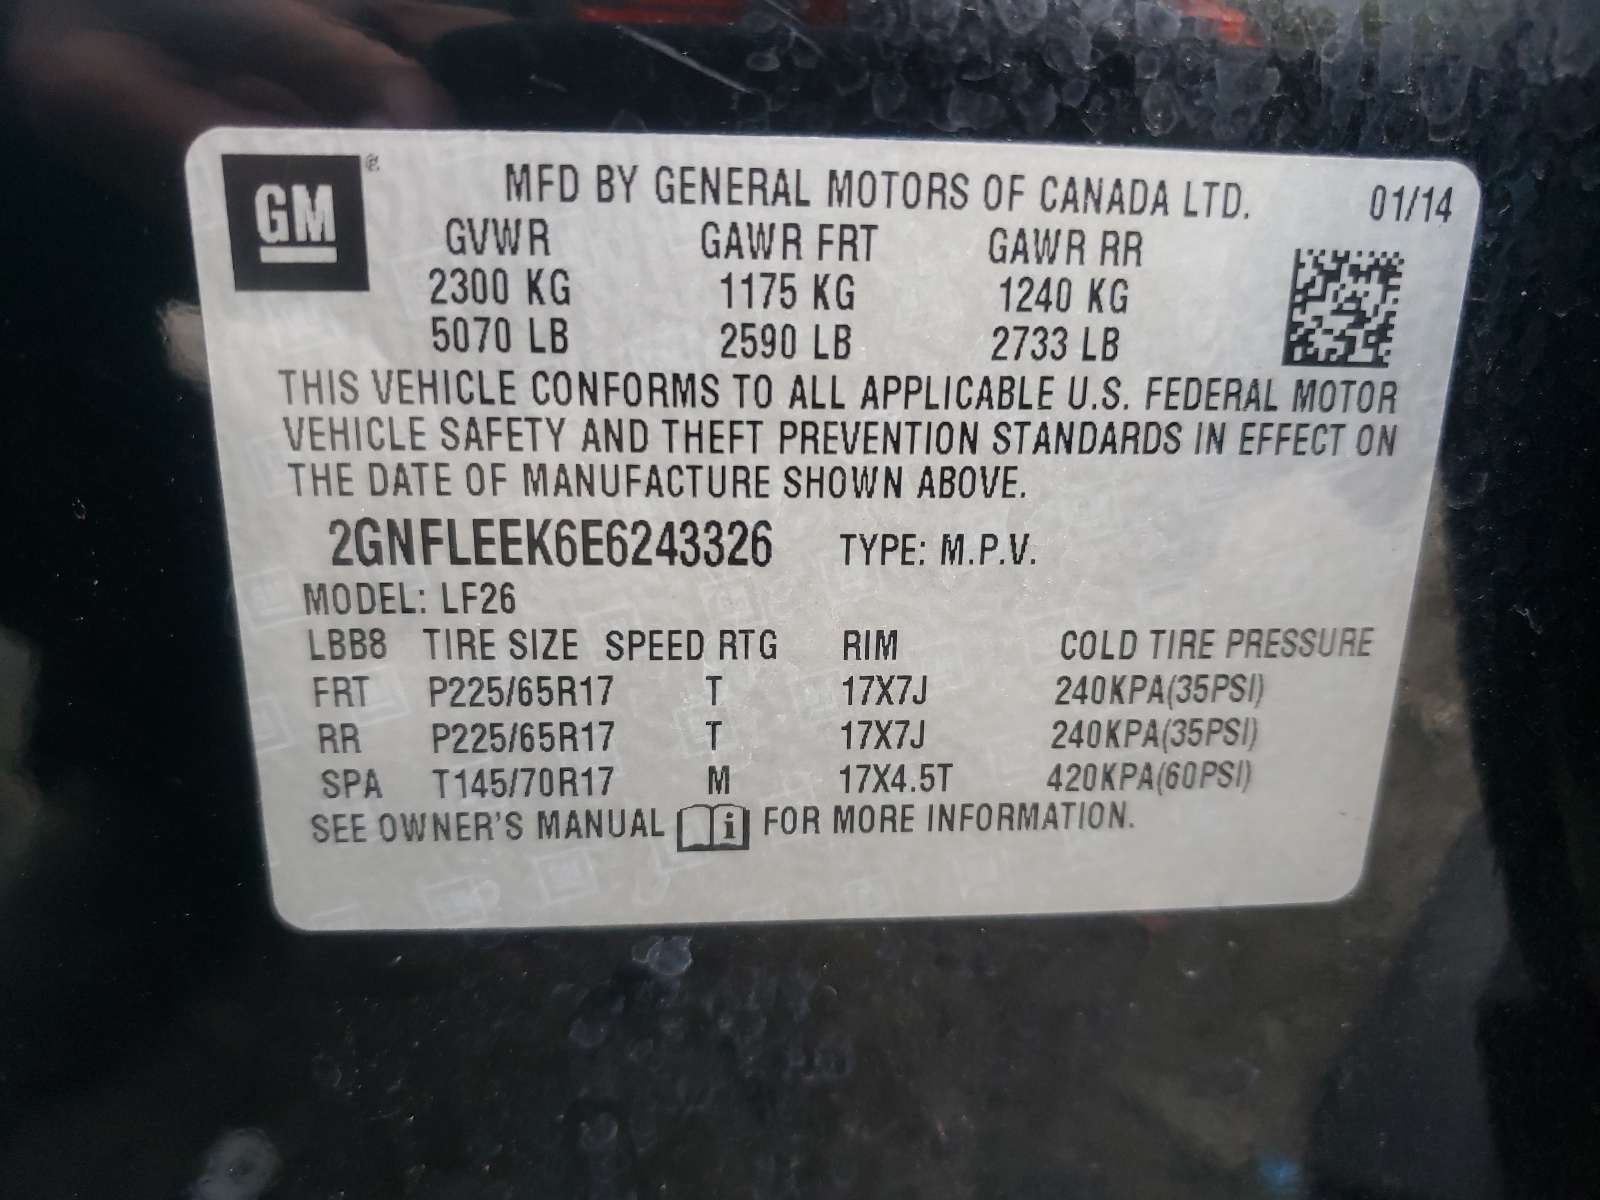 GM® MFD BY GENERAL MOTORS OF CANADA LTD. 01/14
GVWR GAWR FRT GAWR RR
2300 KG 1175 KG 1240 KG
5070 LB 2590 LB 2733 LB
THIS VEHICLE CONFORMS TO ALL APPLICABLE U.S. FEDERAL MOTOR
VEHICLE SAFETY AND THEFT PREVENTION STANDARDS IN EFFECT ON
THE DATE OF MANUFACTURE SHOWN ABOVE.
2GNFLEEK6E6243326 TYPE: M.P.V.
MODEL: LF26
LBB8 TIRE SIZE SPEED RTG RIM COLD TIRE PRESSURE
FRT P225/65R17 T 17X7J 240KPA(35PSI)
RR P225/65R17 T 17X7J 240KPA(35PSI)
SPA T145/70R17 M 17X4.5T 420KPA(60PSI)
SEE OWNER'S MANUAL i FOR MORE INFORMATION.